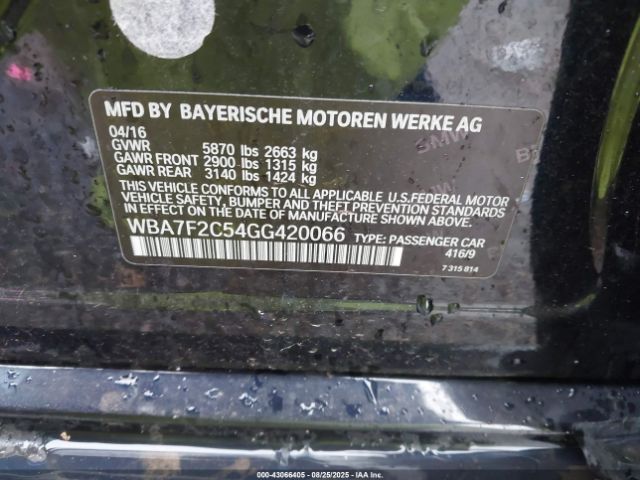 MFD BY BAYERISCHE MOTOREN WERKE AG
04/16
GVWR 5870 lbs 2663 kg
GAWR FRONT 2900 lbs 1315 kg
GAWR REAR 3140 lbs 1424 kg
THIS VEHICLE CONFORMS TO ALL APPLICABLE U.S.FEDERAL MOTOR
VEHICLE SAFETY, BUMPER, AND THEFT PREVENTION STANDARDS
IN EFFECT ON THE DATE OF MANUFACTURE SHOWN ABOVE.
WBA7F2C54GG420066 TYPE: PASSENGER CAR
416/9
7 315 814
000-43066405 | 08/25/2025 | IAAI.COM